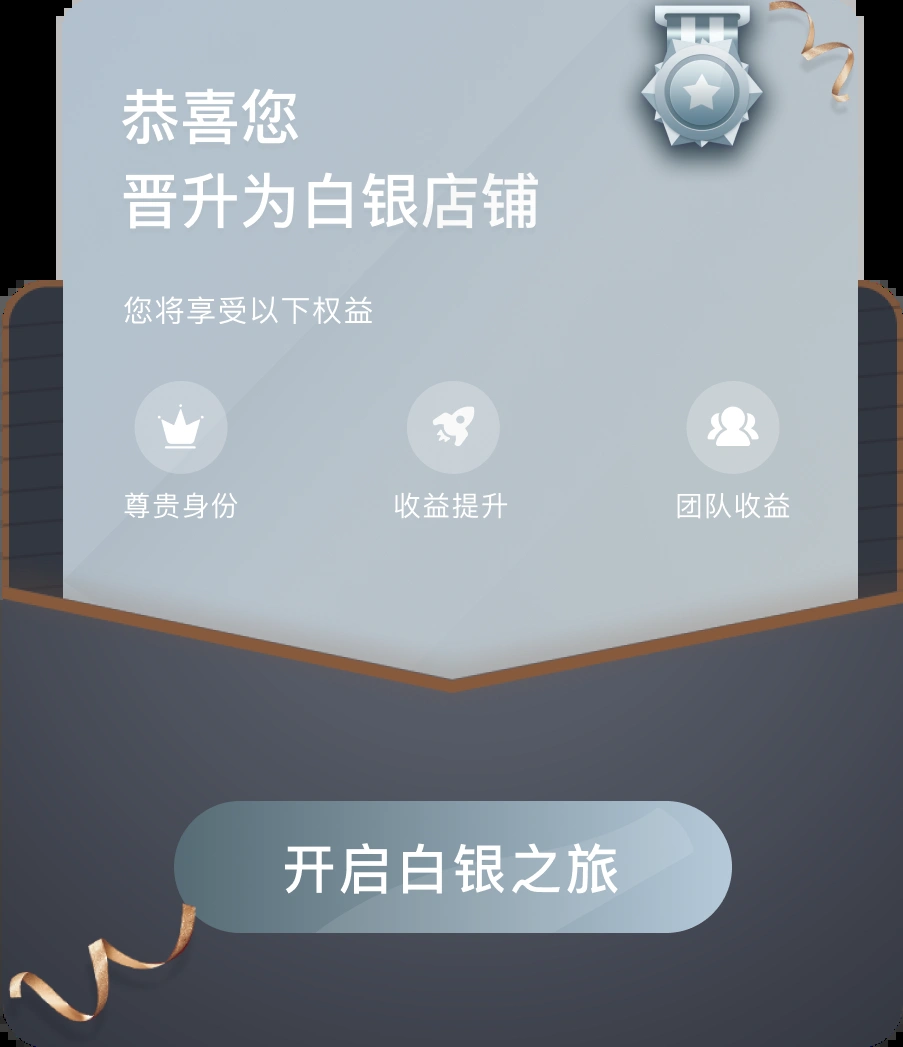 恭喜您
晋升为白银店铺
您将享受以下权益
尊贵身份
收益提升
团队收益
开启白银之旅